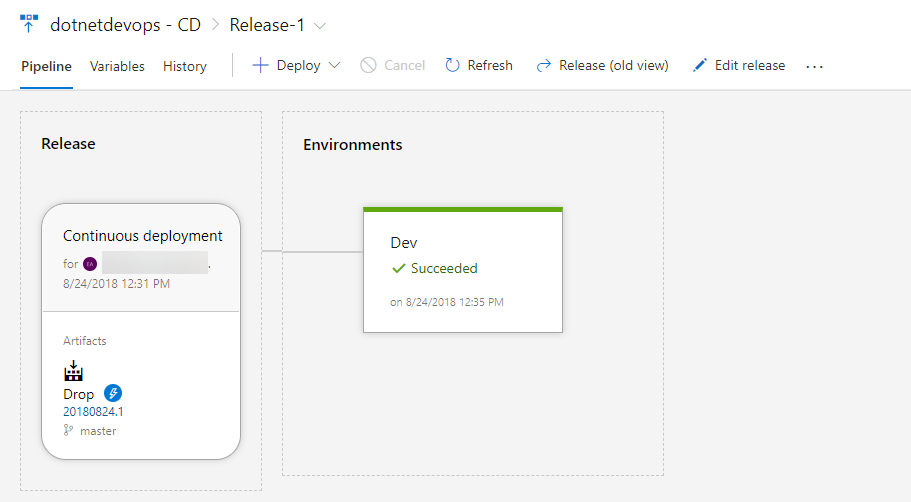 dotnetdevops - CD > Release-1
Pipeline Variables History + Deploy Cancel Refresh Release (old view) Edit release ...
Release
Environments
Continuous deployment
for EA .
8/24/2018 12:31 PM
Dev
Succeeded
on 8/24/2018 12:35 PM
Artifacts
Drop
20180824.1
master